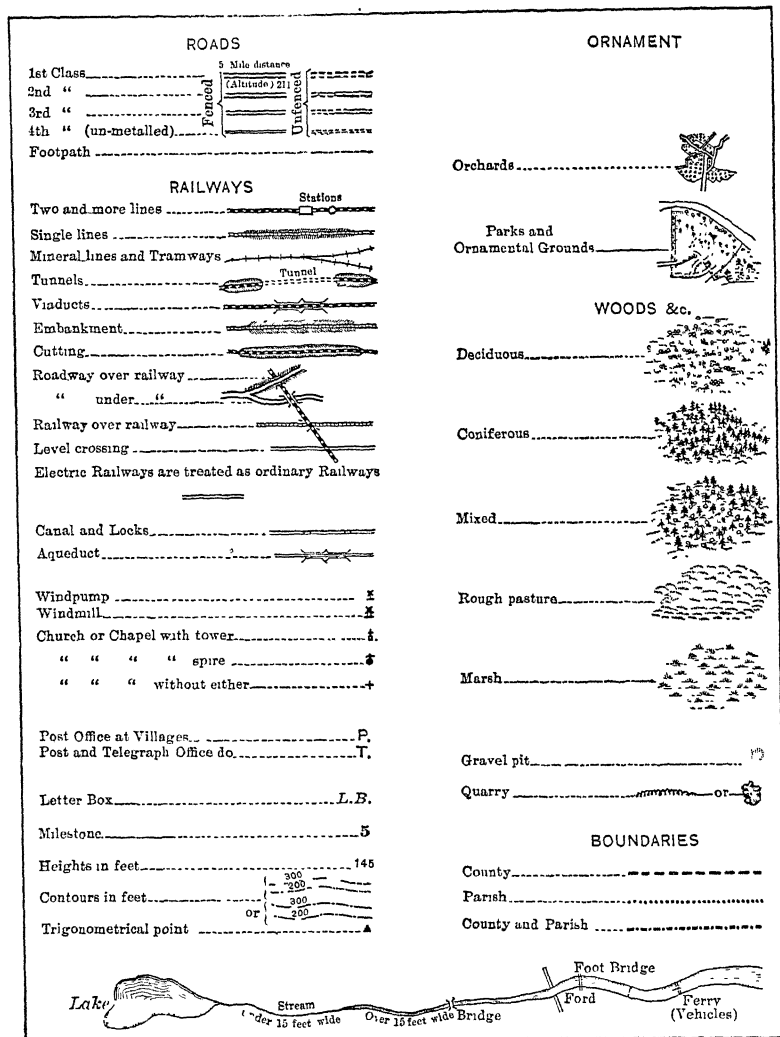 ROADS
5 Mile distance
1st Class
(Altitude) 211
2nd “
3rd “
4th “ (un-metalled)
Fenced
Unfenced
Footpath
RAILWAYS
Stations
Two and more lines
Single lines
Mineral lines and Tramways
Tunnels
Tunnel
Viaducts
Embankment
Cutting
Roadway over railway
“ under “
Railway over railway
Level crossing
Electric Railways are treated as ordinary Railways
Canal and Locks
Aqueduct
Windpump
Windmill
Church or Chapel with tower
“ “ “ “ spire
“ “ “ without either
Post Office at Villages P.
Post and Telegraph Office do. T.
Letter Box L.B.
Milestone 5
Heights in feet 145
300
200
Contours in feet
or
300
200
Trigonometrical point
ORNAMENT
Orchards
Parks and
Ornamental Grounds
WOODS &c.
Deciduous
Coniferous
Mixed
Rough pasture
Marsh
Gravel pit
Quarry or
BOUNDARIES
County
Parish
County and Parish
Lake
Stream
Under 15 feet wide
Over 15 feet wide
Bridge
Foot Bridge
Ford
Ferry
(Vehicles)